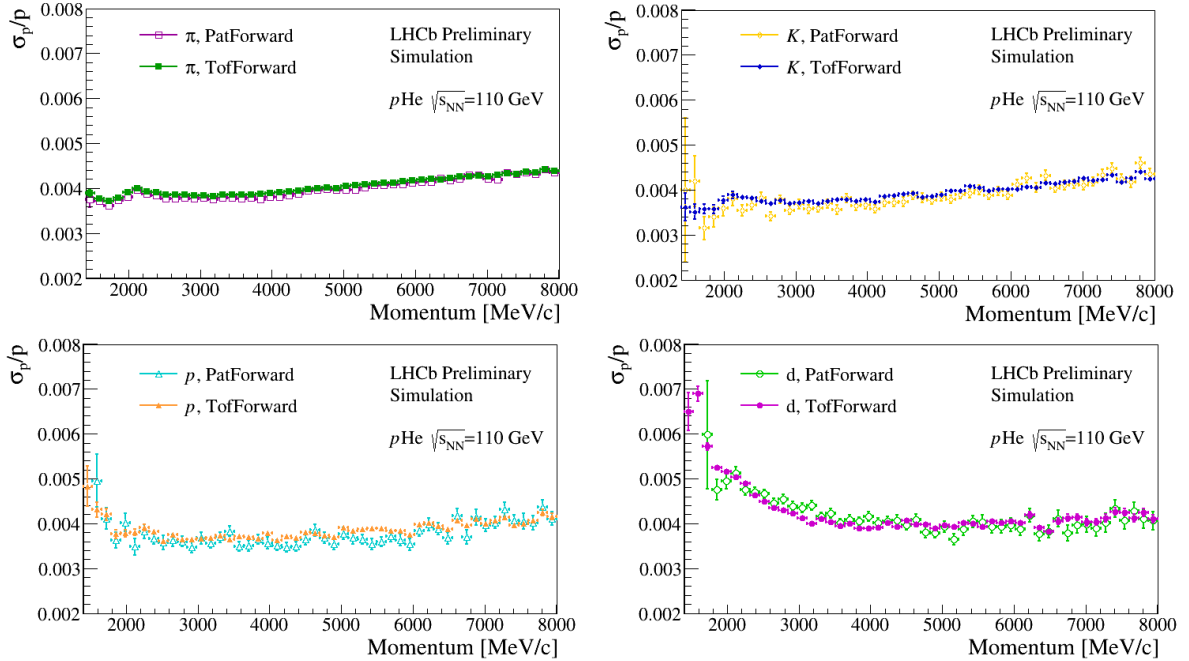 σp/p
0.008
0.007
0.006
0.005
0.004
0.003
0.002
π, PatForward
π, TofForward
LHCb Preliminary
Simulation
pHe √sNN=110 GeV
2000 3000 4000 5000 6000 7000 8000
Momentum [MeV/c]
σp/p
0.008
0.007
0.006
0.005
0.004
0.003
0.002
K, PatForward
K, TofForward
LHCb Preliminary
Simulation
pHe √sNN=110 GeV
2000 3000 4000 5000 6000 7000 8000
Momentum [MeV/c]
σp/p
0.008
0.007
0.006
0.005
0.004
0.003
0.002
p, PatForward
p, TofForward
LHCb Preliminary
Simulation
pHe √sNN=110 GeV
2000 3000 4000 5000 6000 7000 8000
Momentum [MeV/c]
σp/p
0.008
0.007
0.006
0.005
0.004
0.003
0.002
d, PatForward
d, TofForward
LHCb Preliminary
Simulation
pHe √sNN=110 GeV
2000 3000 4000 5000 6000 7000 8000
Momentum [MeV/c]